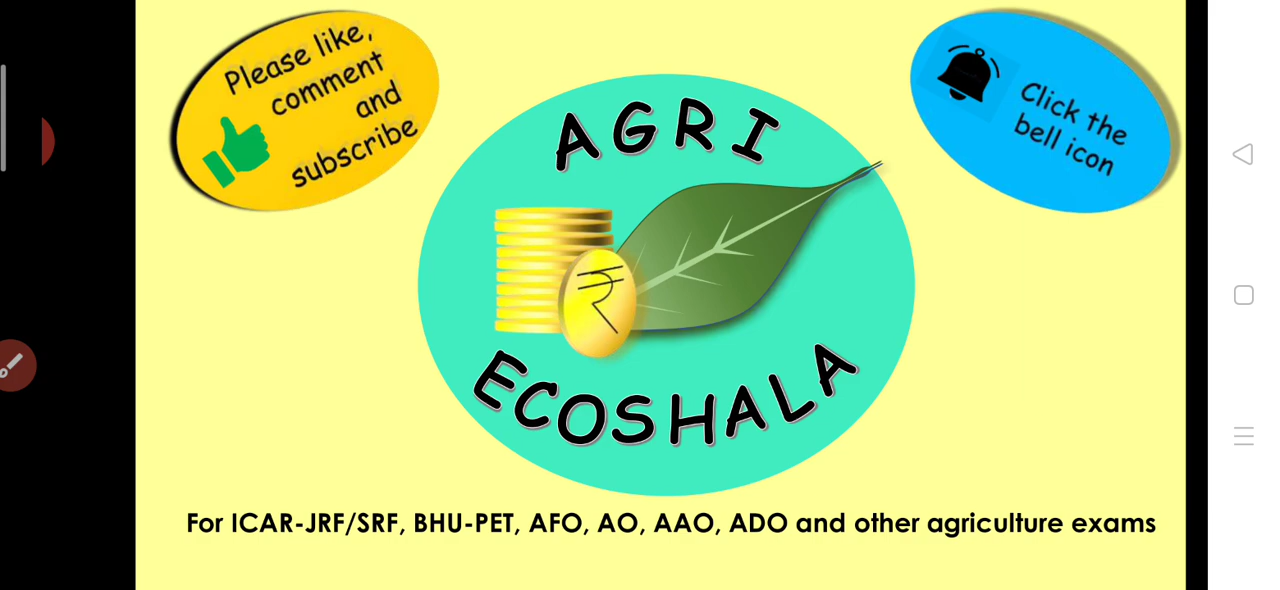 Please like,
comment
and
subscribe
Click the
bell icon
AGRI
₹
ECOSHALA
For ICAR-JRF/SRF, BHU-PET, AFO, AO, AAO, ADO and other agriculture exams